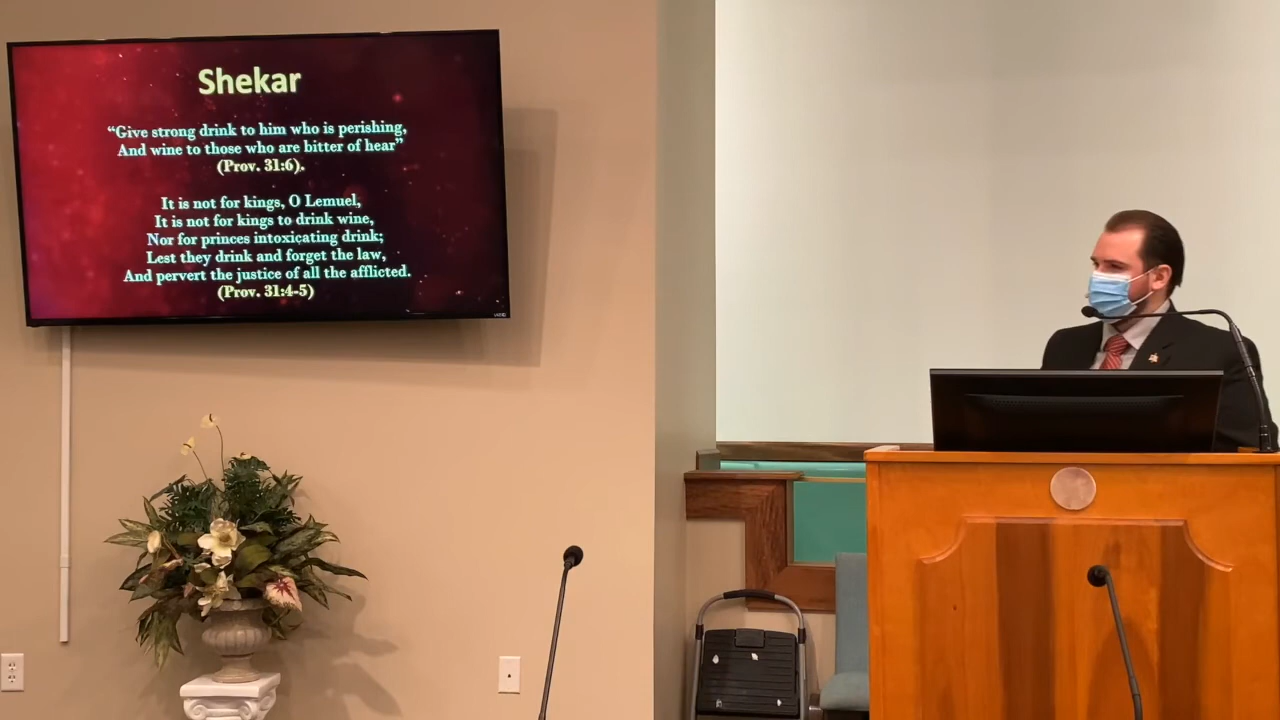 Shekar
“Give strong drink to him who is perishing,
And wine to those who are bitter of hear”
(Prov. 31:6).
It is not for kings, O Lemuel,
It is not for kings to drink wine,
Nor for princes intoxicating drink;
Lest they drink and forget the law,
And pervert the justice of all the afflicted.
(Prov. 31:4-5)
VIZIO